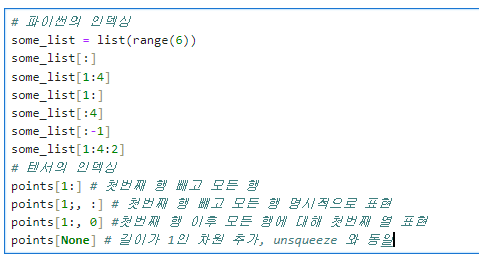 # 파이썬의 인덱싱
some_list = list(range(6))
some_list[:]
some_list[1:4]
some_list[1:]
some_list[:4]
some_list[:-1]
some_list[1:4:2]
# 텐서의 인덱싱
points[1:] # 첫번째 행 빼고 모든 행
points[1;, :] # 첫번째 행 빼고 모든 행 명시적으로 표현
points[1:, 0] #첫번째 행 이후 모든 행에 대해 첫번째 열 표현
points[None] # 길이가 1인 차원 추가, unsqueeze 와 동일